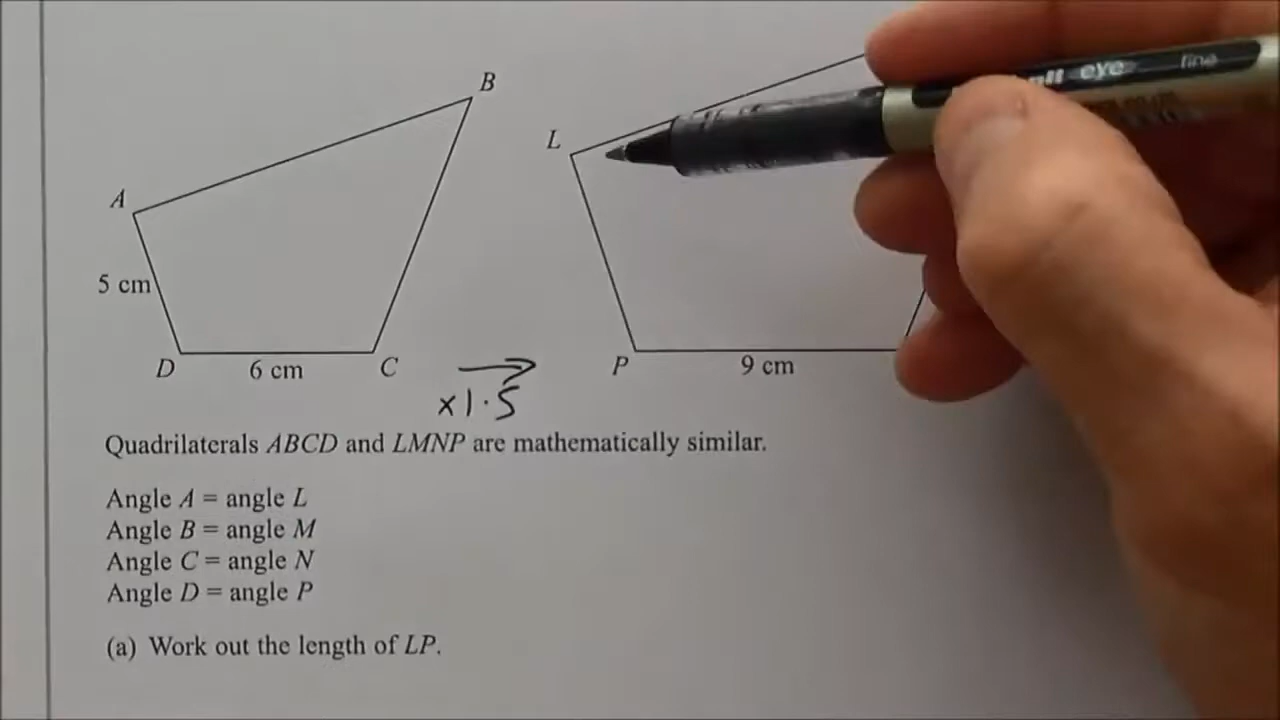 B
L
eye fine
A
5 cm
D
6 cm
C
P
9 cm
×1.5
Quadrilaterals ABCD and LMNP are mathematically similar.
Angle A = angle L
Angle B = angle M
Angle C = angle N
Angle D = angle P
(a) Work out the length of LP.